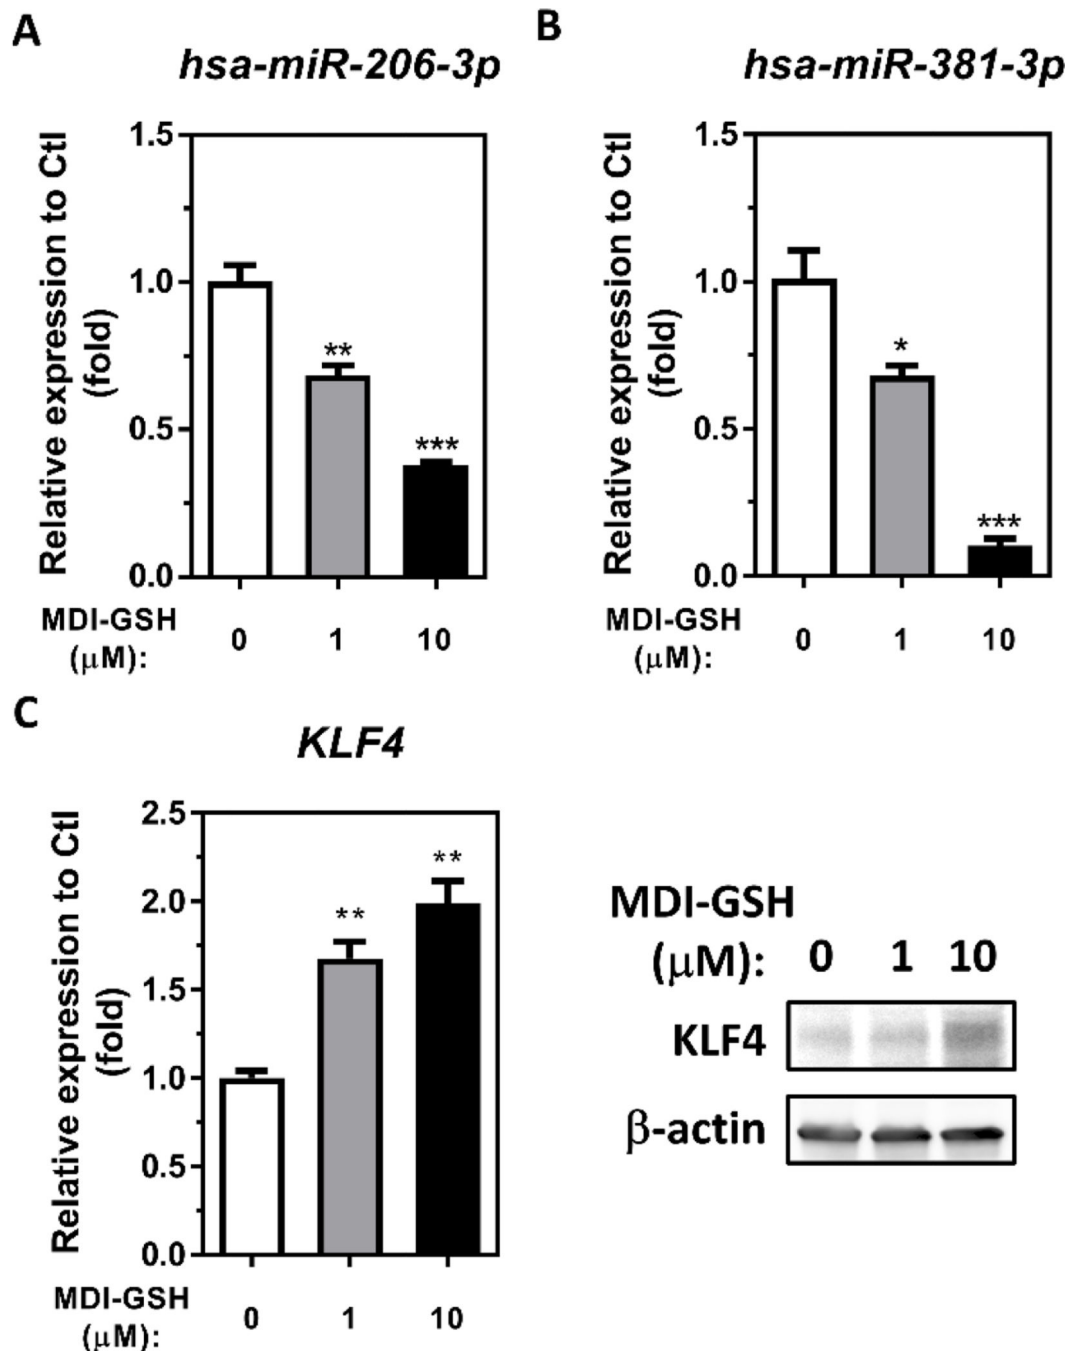 A
hsa-miR-206-3p
Relative expression to Ctl
(fold)
1.5
1.0
0.5
0.0
**
***
MDI-GSH
(μM):
0 1 10
B
hsa-miR-381-3p
Relative expression to Ctl
(fold)
1.5
1.0
0.5
0.0
*
***
MDI-GSH
(μM):
0 1 10
C
KLF4
Relative expression to Ctl
(fold)
2.5
2.0
1.5
1.0
0.5
0.0
**
**
MDI-GSH
(μM):
0 1 10
MDI-GSH
(μM): 0 1 10
KLF4
β-actin